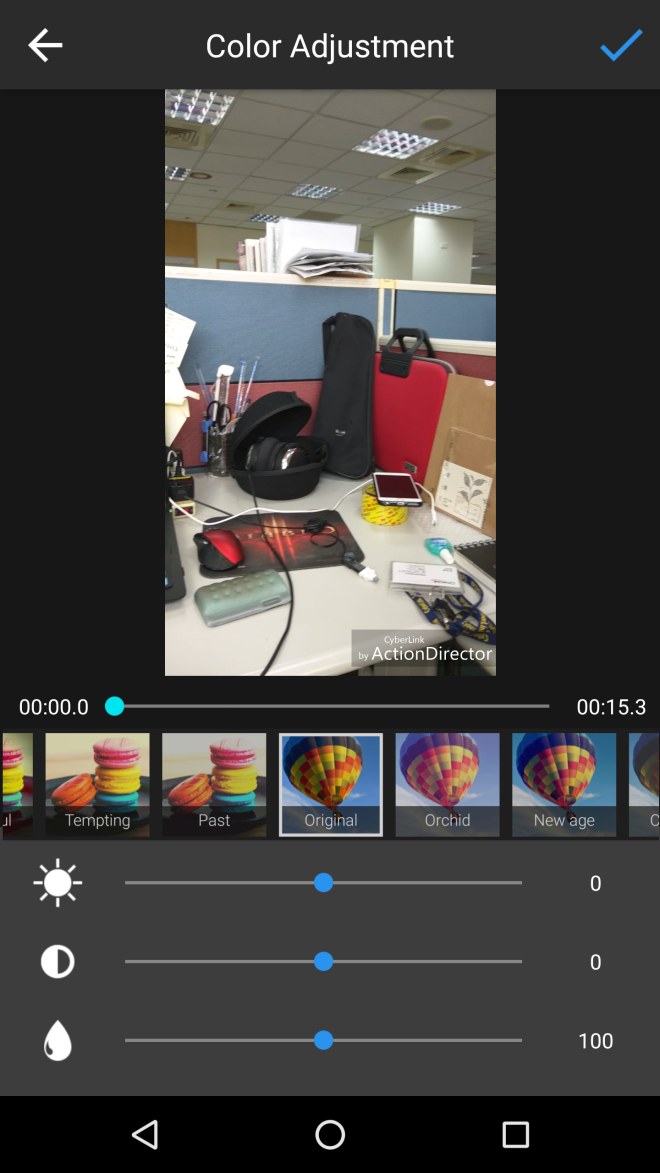 Color Adjustment
CyberLink
by ActionDirector
00:00.0
00:15.3
ul
Tempting
Past
Original
Orchid
New age
0
0
100